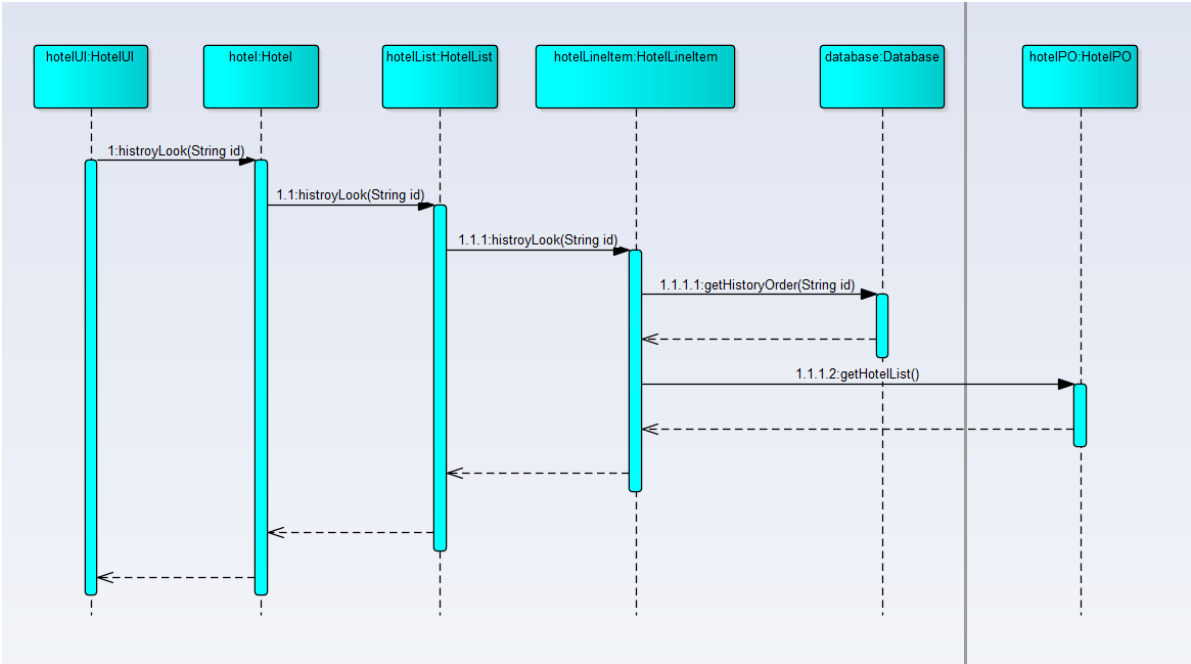 hotelUI:HotelUI
hotel:Hotel
hotelList:HotelList
hotelLineItem:HotelLineItem
database:Database
hotelPO:HotelPO
1:histroyLook(String id)
1.1:histroyLook(String id)
1.1.1:histroyLook(String id)
1.1.1.1:getHistoryOrder(String id)
1.1.1.2:getHotelList()